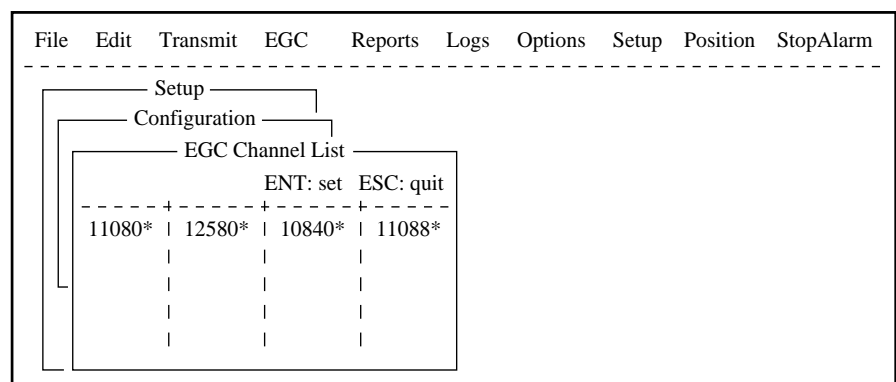 File Edit Transmit EGC Reports Logs Options Setup Position StopAlarm
Setup
Configuration
EGC Channel List
ENT: set ESC: quit
11080* 12580* 10840* 11088*